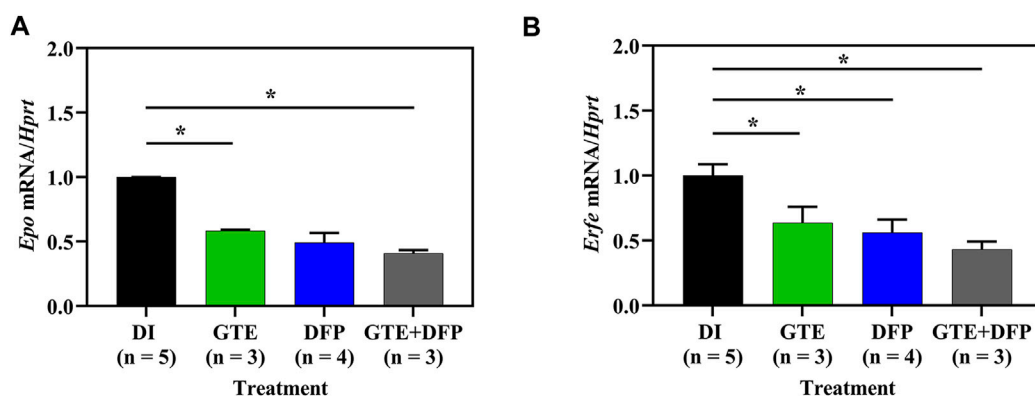 A
Epo mRNA/Hprt
2.0
1.5
1.0
0.5
0.0
*
*
DI GTE DFP GTE+DFP
(n = 5) (n = 3) (n = 4) (n = 3)
Treatment
B
Erfe mRNA/Hprt
2.0
1.5
1.0
0.5
0.0
*
*
*
DI GTE DFP GTE+DFP
(n = 5) (n = 3) (n = 4) (n = 3)
Treatment